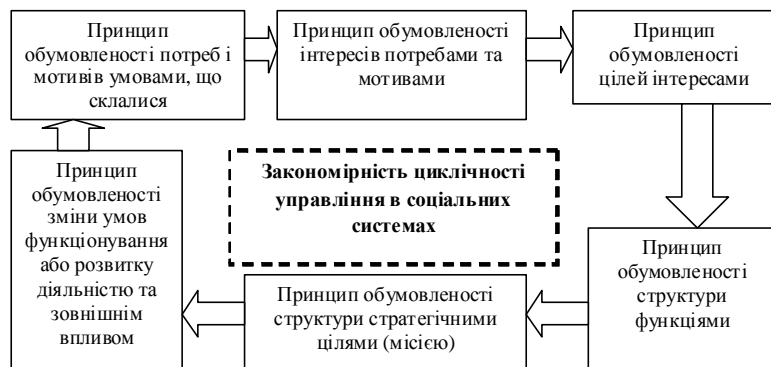 Принцип
обумовленості потреб і
мотивів умовами, що
склалися
Принцип обумовленості
інтересів потребами та
мотивами
Принцип
обумовленості
цілей інтересами
Принцип
обумовленості
зміни умов
функціонування
або розвитку
діяльністю та
зовнішнім
впливом
Закономірність циклічності
управління в соціальних
системах
Принцип обумовленості
структури стратегічними
цілями (місією)
Принцип
обумовленості
структури
функціями